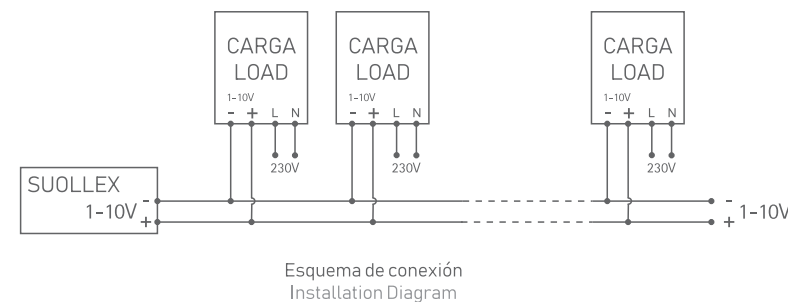 CARGA
LOAD
1-10V
- + L N
230V
CARGA
LOAD
1-10V
- + L N
230V
CARGA
LOAD
1-10V
- + L N
230V
SUOLLEX
1-10V
-
+
-
+ 1-10V
Esquema de conexión
Installation Diagram